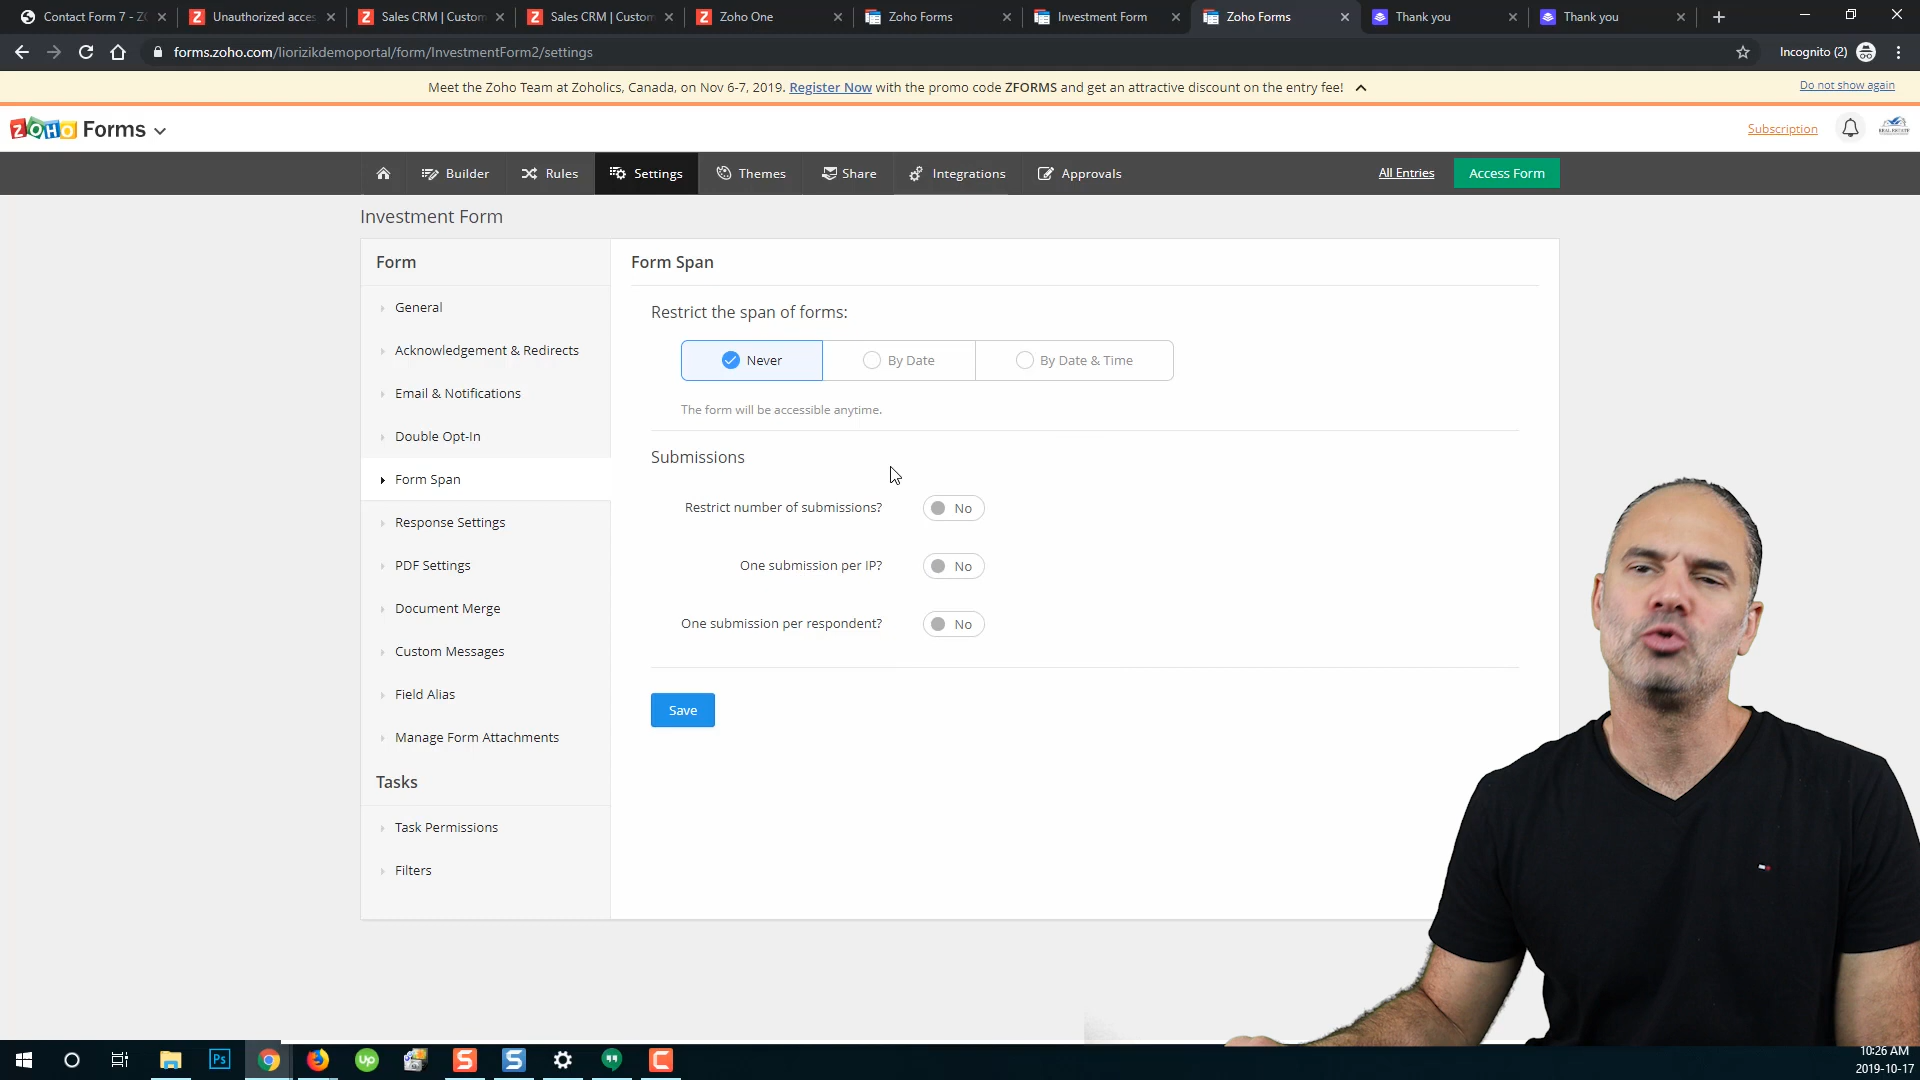 Contact Form 7 - ZO
Unauthorized acces
Sales CRM | Custom
Sales CRM | Custom
Zoho One
Zoho Forms
Investment Form
Zoho Forms
Thank you
Thank you
forms.zoho.com/liorizikdemoportal/form/InvestmentForm2/settings
Incognito (2)
Meet the Zoho Team at Zoholics, Canada, on Nov 6-7, 2019. Register Now with the promo code ZFORMS and get an attractive discount on the entry fee!
Do not show again
ZOHO Forms
Subscription
REAL ESTATE
Builder
Rules
Settings
Themes
Share
Integrations
Approvals
All Entries
Access Form
Investment Form
Form
General
Acknowledgement & Redirects
Email & Notifications
Double Opt-In
Form Span
Response Settings
PDF Settings
Document Merge
Custom Messages
Field Alias
Manage Form Attachments
Tasks
Task Permissions
Filters
Form Span
Restrict the span of forms:
Never
By Date
By Date & Time
The form will be accessible anytime.
Submissions
Restrict number of submissions? No
One submission per IP? No
One submission per respondent? No
Save
Ps
up
S
S
C
10:26 AM
2019-10-17